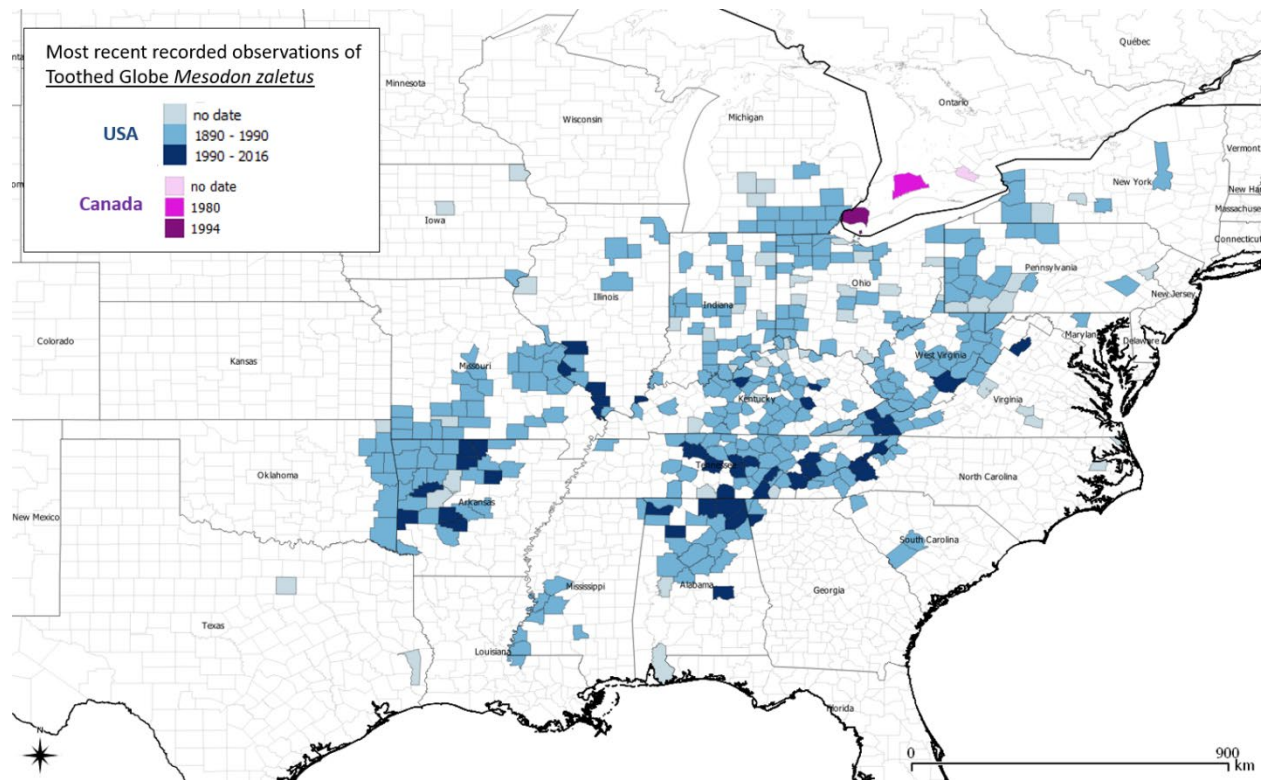 Most recent recorded observations of
Toothed Globe Mesodon zaletus
USA
no date
1890 - 1990
1990 - 2016
Canada
no date
1980
1994
Québec
Minnesota
Ontario
Wisconsin
Michigan
Vermont
New York
New Ha
Massachuse
Iowa
Connecticut
Pennsylvania
Ohio
New Jersey
Illinois
Indiana
Maryland
Delaware
Colorado
Kansas
Missouri
West Virginia
Kentucky
Virginia
Tennessee
Oklahoma
North Carolina
Arkansas
New Mexico
South Carolina
Mississippi
Alabama
Georgia
Texas
Louisiana
Florida
N
0
900
km